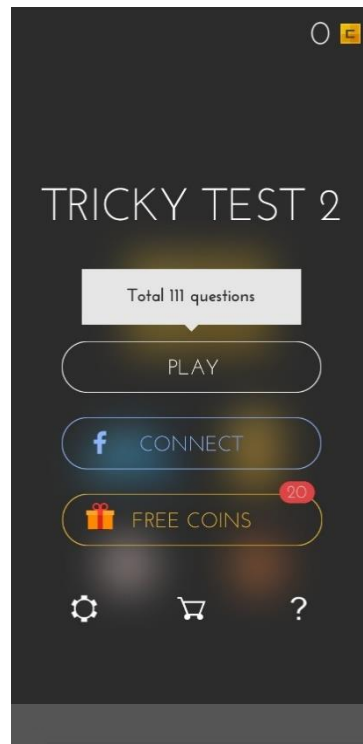 0
TRICKY TEST 2
Total 111 questions
PLAY
f CONNECT
20
FREE COINS
?